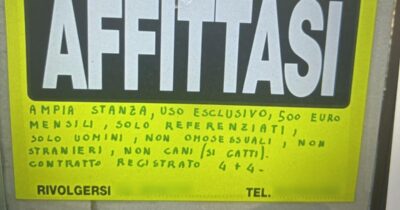 AFFITTASI
AMPIA STANZA, USO ESCLUSIVO, 500 EURO
MENSILI, SOLO REFERENZIATI,
SOLO UOMINI, NON OMOSESSUALI, NON
STRANIERI, NON CANI (SI GATTI).
CONTRATTO REGISTRATO 4+4.
RIVOLGERSI TEL.